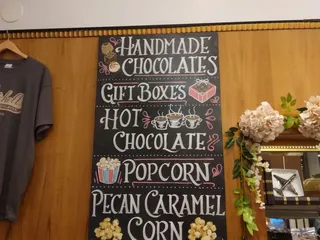 HANDMADE
CHOCOLATES
GIFT BOXES
HOT
CHOCOLATE
POPCORN
PECAN CARAMEL
CORN